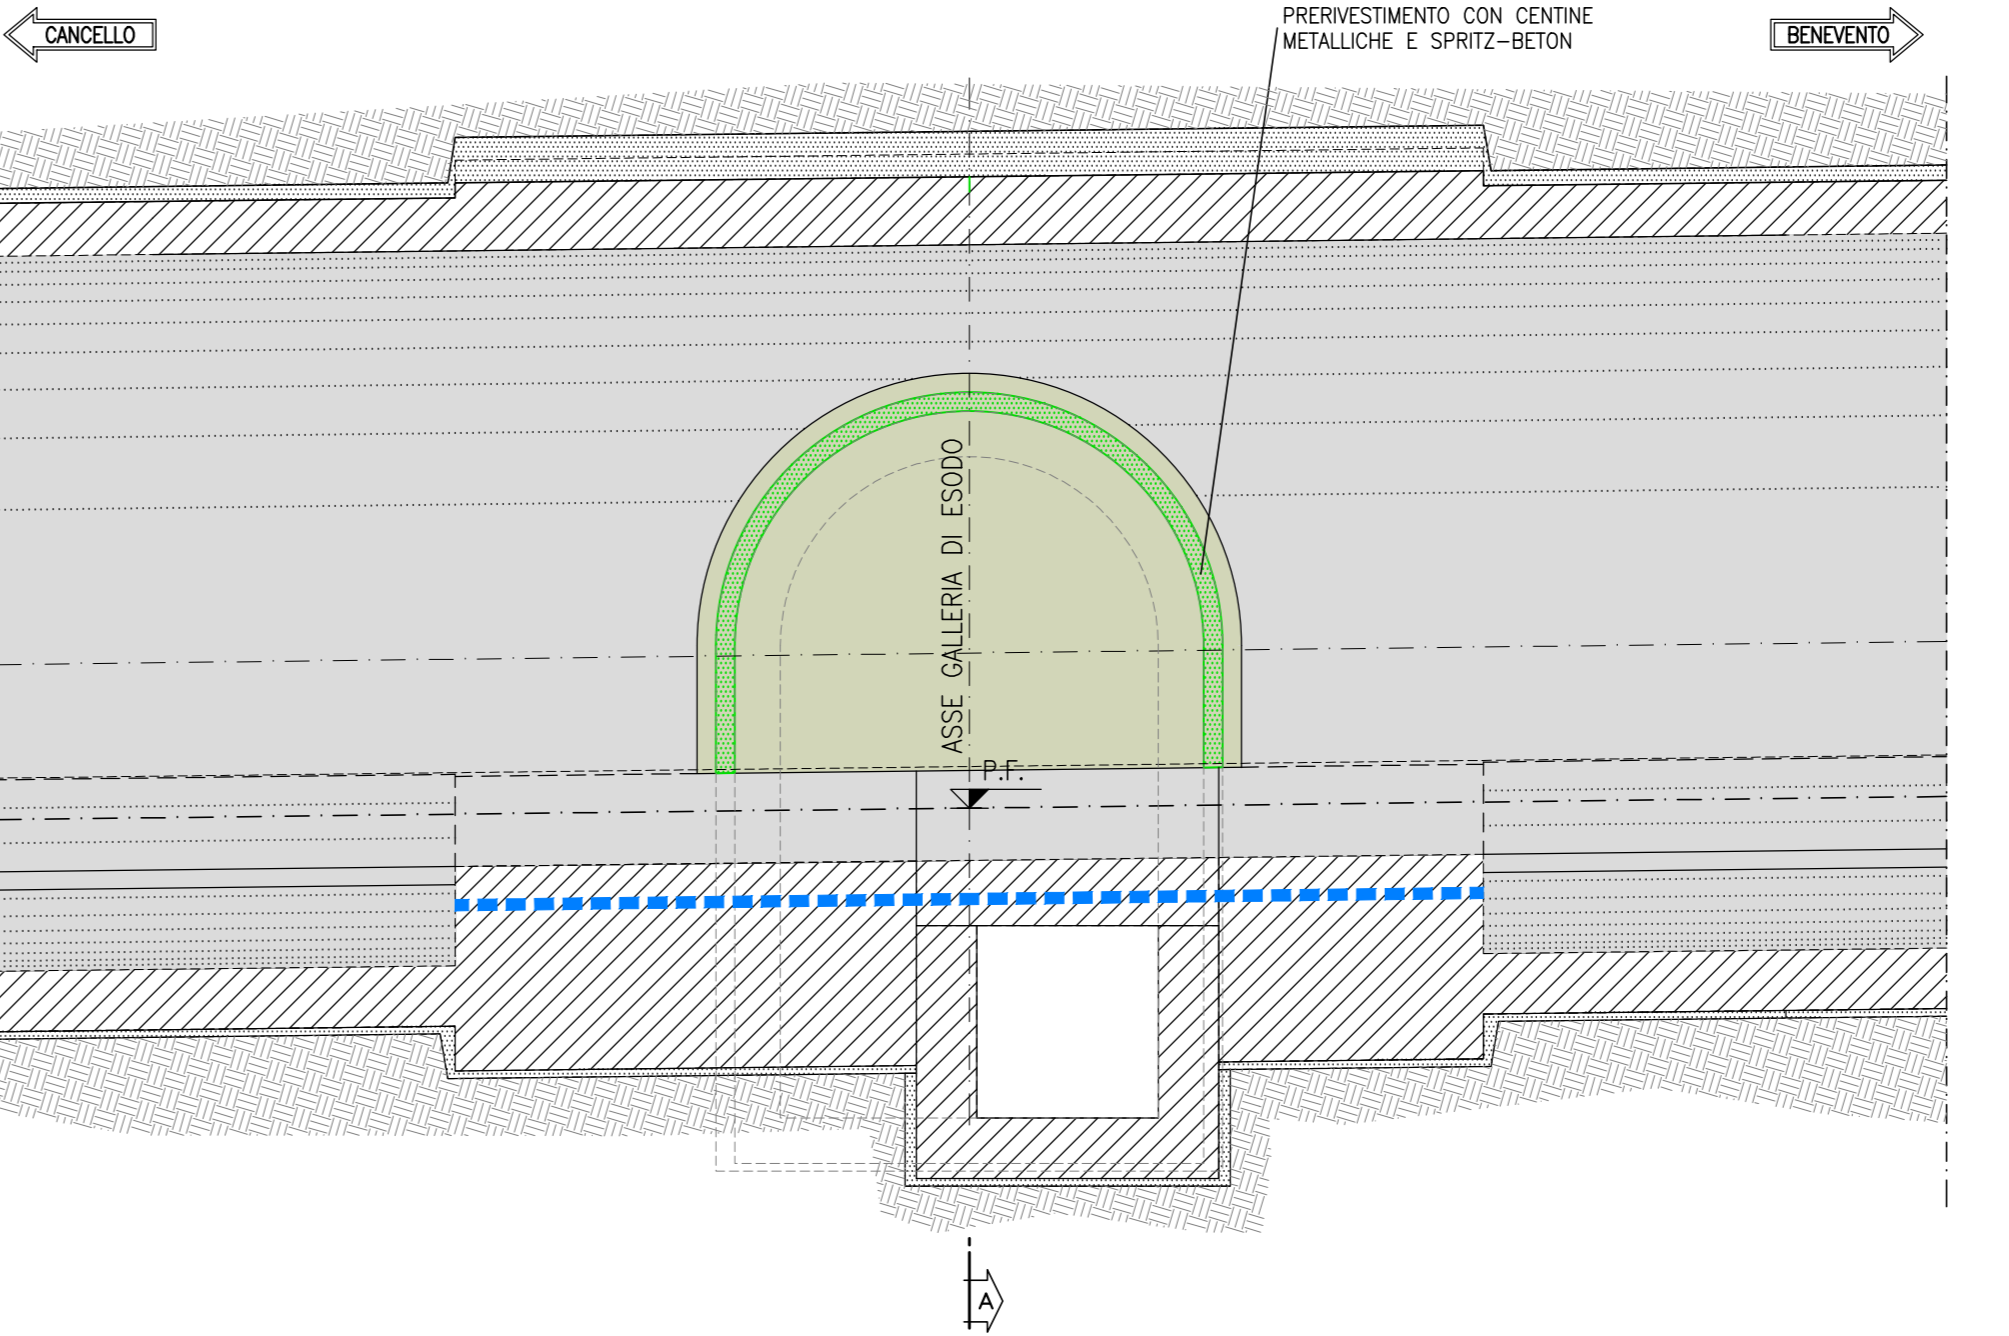 CANCELLO
PRERIVESTIMENTO CON CENTINE
METALLICHE E SPRITZ-BETON
BENEVENTO
ASSE GALLERIA DI ESODO
P.F.
A